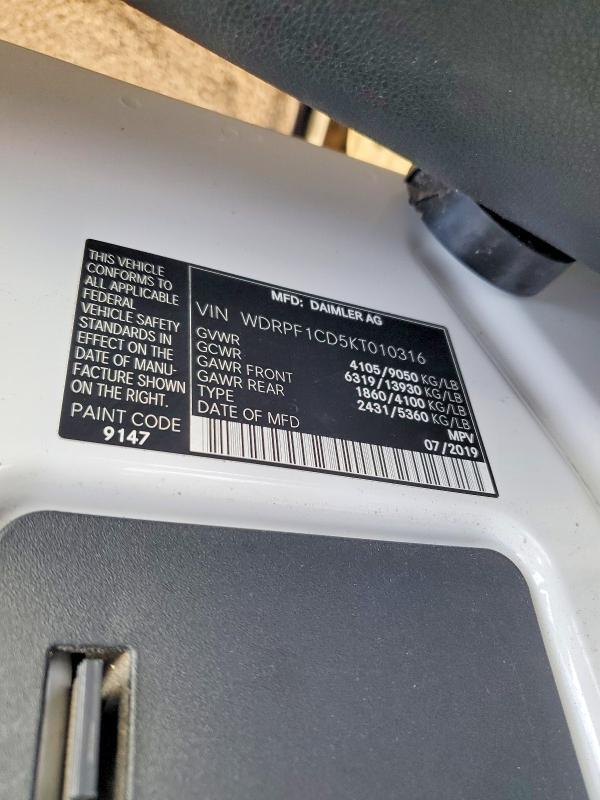 THIS VEHICLE
CONFORMS TO
ALL APPLICABLE
FEDERAL
VEHICLE SAFETY
STANDARDS IN
EFFECT ON THE
DATE OF MANU-
FACTURE SHOWN
ON THE RIGHT.
PAINT CODE
9147
MFD: DAIMLER AG
VIN WDRPF1CD5KT010316
GVWR 4105/9050 KG/LB
GCWR 6319/13930 KG/LB
GAWR FRONT 1860/4100 KG/LB
GAWR REAR 2431/5360 KG/LB
TYPE MPV
DATE OF MFD 07/2019